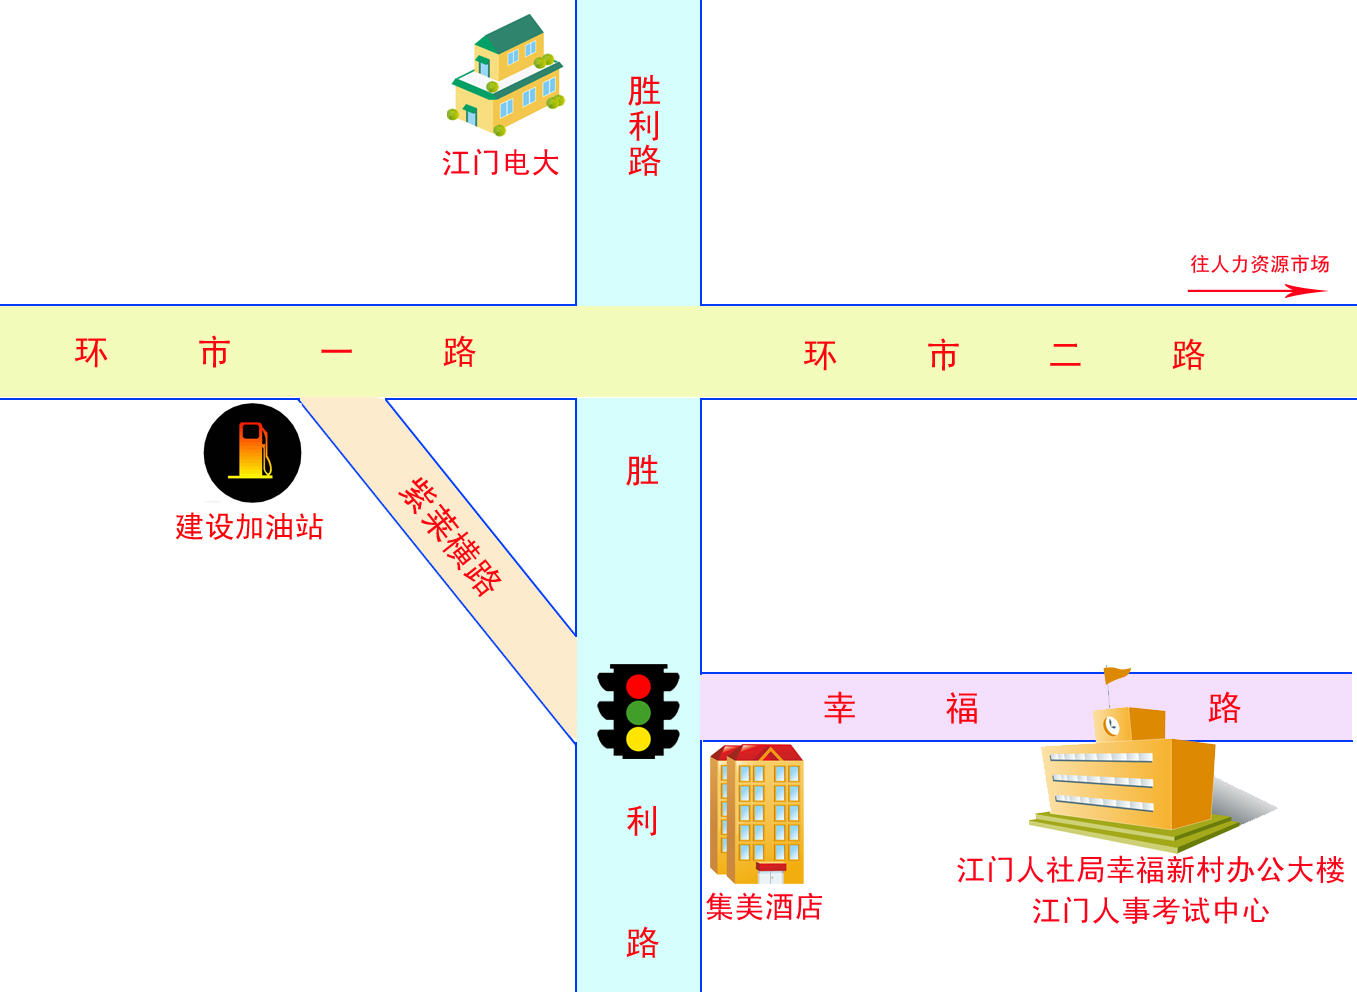 胜利路
江门电大
往人力资源市场
环市一路
环市二路
胜利路
建设加油站
紫莱横路
幸福路
集美酒店
江门人社局幸福新村办公大楼
江门人事考试中心